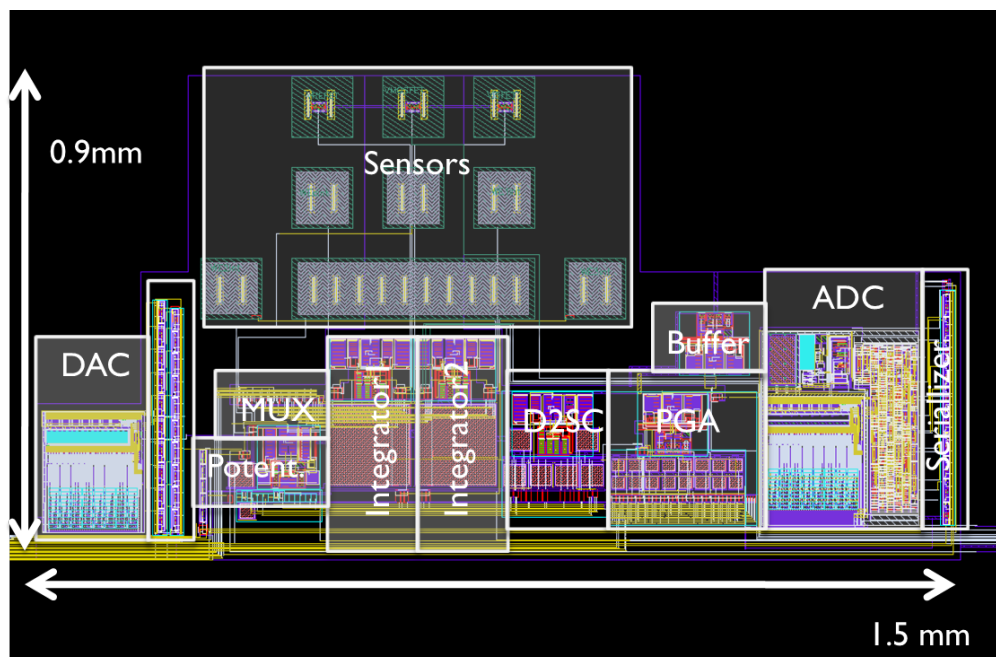 0.9mm
Sensors
ADC
DAC
Buffer
Serializer
MUX
Integrator1
Integrator2
D2SC
PGA
Potent.
1.5 mm